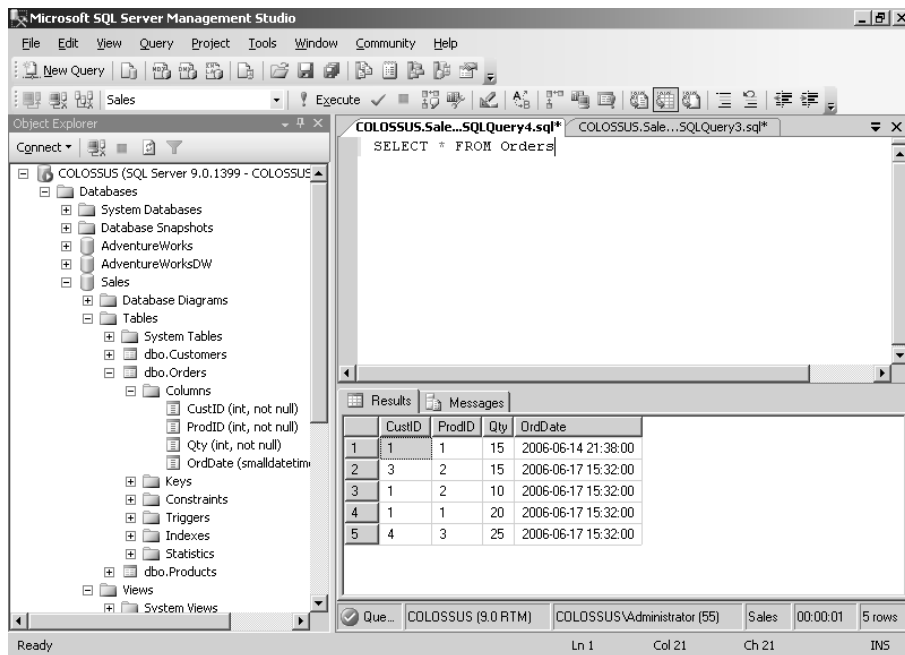 Microsoft SQL Server Management Studio
File Edit View Query Project Tools Window Community Help
New Query
Sales
Execute
Object Explorer
COLOSSUS.Sale...SQLQuery4.sql*
COLOSSUS.Sale...SQLQuery3.sql*
Connect
SELECT * FROM Orders
COLOSSUS (SQL Server 9.0.1399 - COLOSSUS
Databases
System Databases
Database Snapshots
AdventureWorks
AdventureWorksDW
Sales
Database Diagrams
Tables
System Tables
dbo.Customers
dbo.Orders
Columns
CustID (int, not null)
ProdID (int, not null)
Qty (int, not null)
OrdDate (smalldatetim
Keys
Constraints
Triggers
Indexes
Statistics
dbo.Products
Views
System Views
Results Messages
CustID ProdID Qty OrdDate
1 1 1 15 2006-06-14 21:38:00
2 3 2 15 2006-06-17 15:32:00
3 1 2 10 2006-06-17 15:32:00
4 1 1 20 2006-06-17 15:32:00
5 4 3 25 2006-06-17 15:32:00
Que... COLOSSUS (9.0 RTM) COLOSSUS\Administrator (55) Sales 00:00:01 5 rows
Ready Ln 1 Col 21 Ch 21 INS